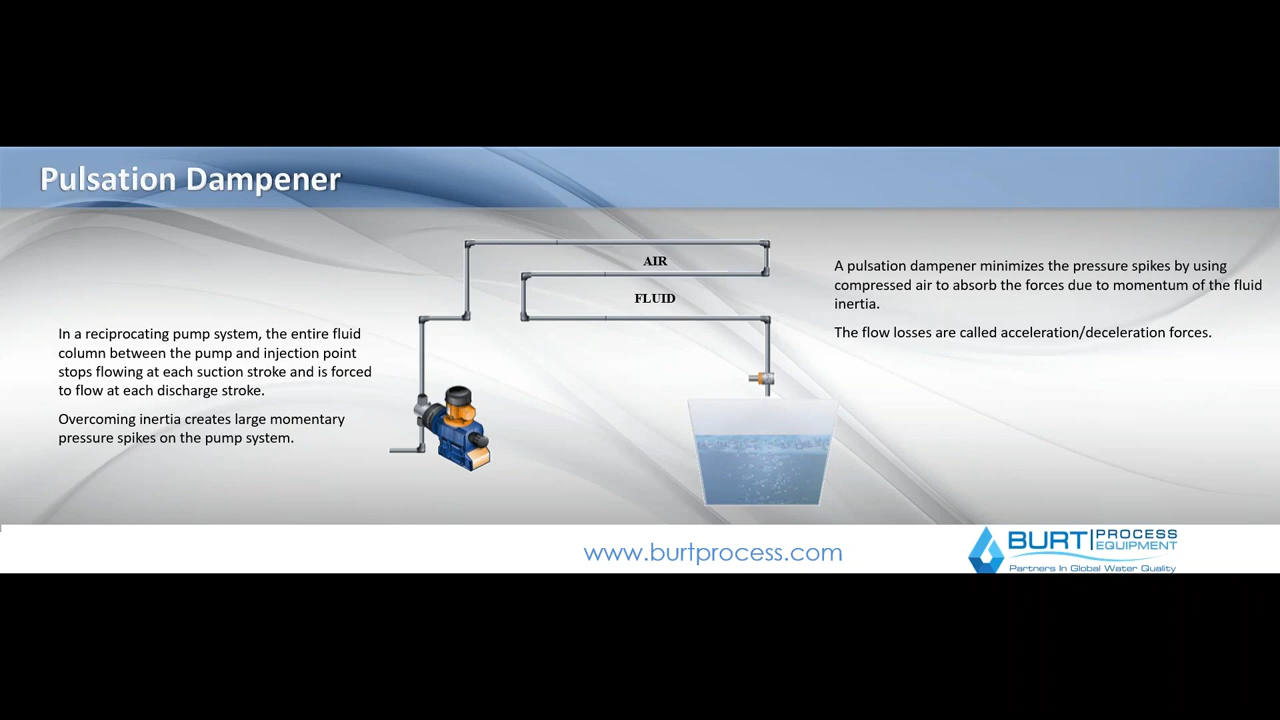 Pulsation Dampener
AIR
FLUID
In a reciprocating pump system, the entire fluid
column between the pump and injection point
stops flowing at each suction stroke and is forced
to flow at each discharge stroke.
Overcoming inertia creates large momentary
pressure spikes on the pump system.
A pulsation dampener minimizes the pressure spikes by using
compressed air to absorb the forces due to momentum of the fluid
inertia.
The flow losses are called acceleration/deceleration forces.
www.burtprocess.com
BURT PROCESS
EQUIPMENT
Partners In Global Water Quality